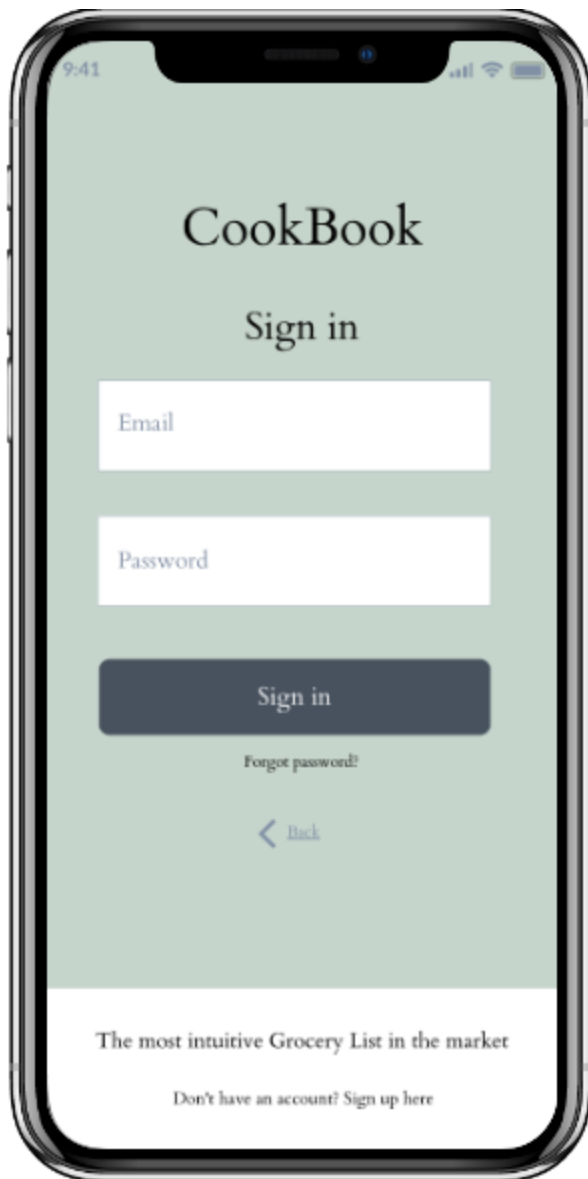 9:41
CookBook
Sign in
Email
Password
Sign in
Forgot password?
Back
The most intuitive Grocery List in the market
Don't have an account? Sign up here